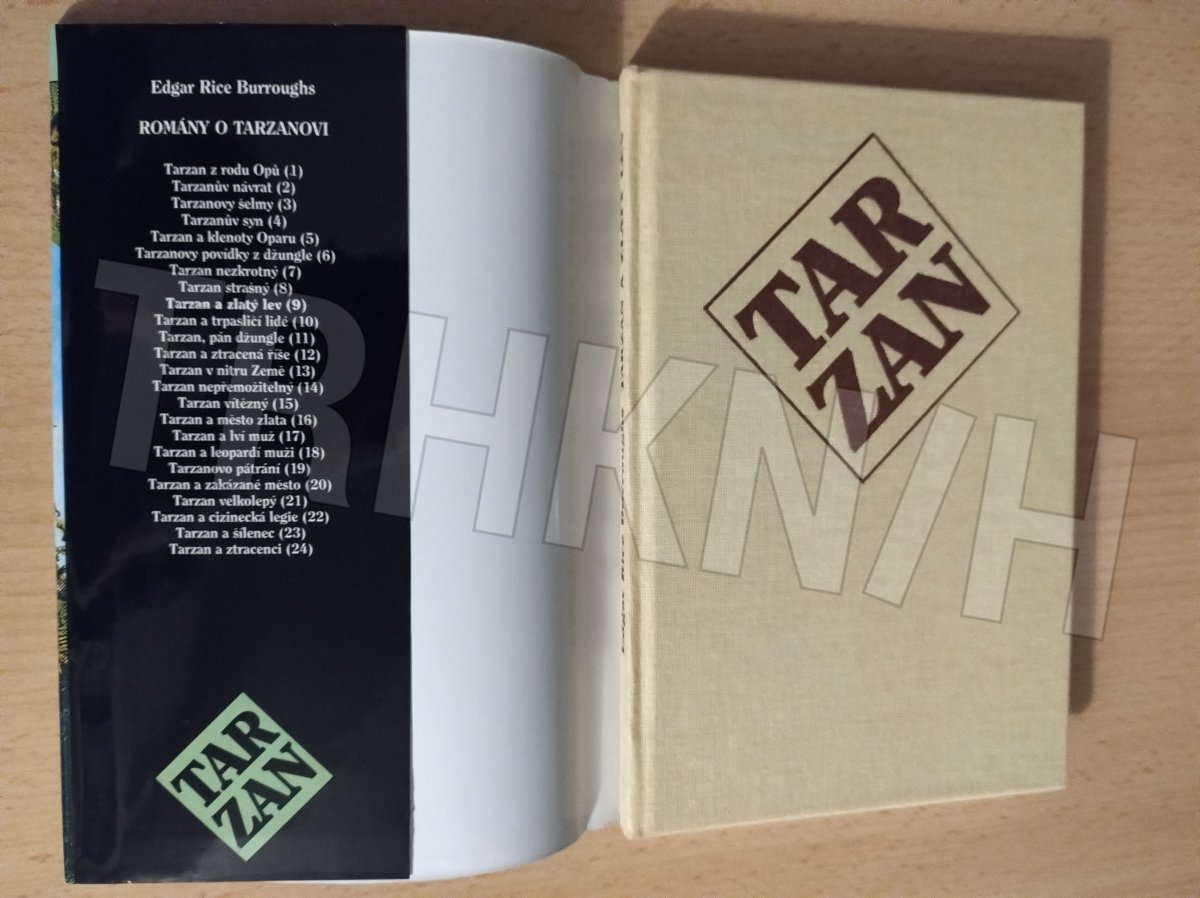 Edgar Rice Burroughs
ROMÁNY O TARZANOVI
Tarzan z rodu Opů (1)
Tarzanův návrat (2)
Tarzanovy šelmy (3)
Tarzanův syn (4)
Tarzan a klenoty Oparu (5)
Tarzanovy povídky z džungle (6)
Tarzan nezkrotný (7)
Tarzan strašný (8)
Tarzan a zlatý lev (9)
Tarzan a trpasličí lidé (10)
Tarzan, pán džungle (11)
Tarzan a ztracená říše (12)
Tarzan v nitru Země (13)
Tarzan nepřemožitelný (14)
Tarzan vítězný (15)
Tarzan a město zlata (16)
Tarzan a lví muž (17)
Tarzan a leopardí muži (18)
Tarzanovo pátrání (19)
Tarzan a zakázané město (20)
Tarzan velkolepý (21)
Tarzan a cizinecká legie (22)
Tarzan a šílenec (23)
Tarzan a ztracenci (24)
TAR
ZAN
TAR
ZAN
TRHKNIH